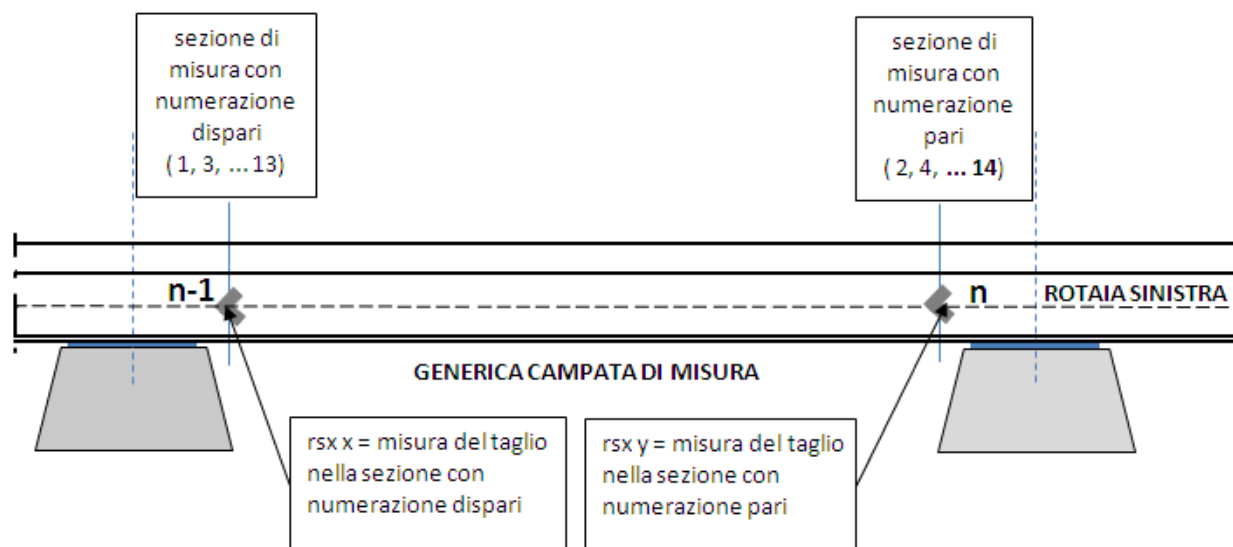 sezione di
misura con
numerazione
dispari
( 1, 3, ... 13)
sezione di
misura con
numerazione
pari
( 2, 4, ... 14)
n-1
n
ROTAIA SINISTRA
GENERICA CAMPATA DI MISURA
rsx x = misura del taglio
nella sezione con
numerazione dispari
rsx y = misura del taglio
nella sezione con
numerazione pari